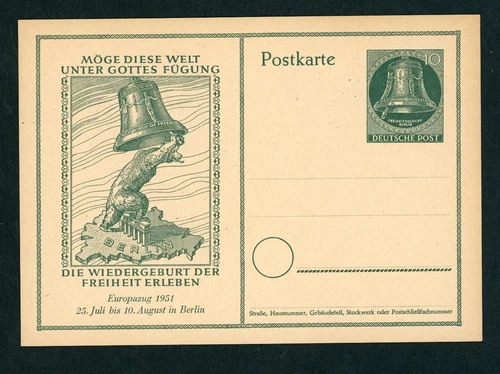 MÖGE DIESE WELT
UNTER GOTTES FÜGUNG
BERLIN
DIE WIEDERGEBURT DER
FREIHEIT ERLEBEN
Europazug 1951
25. Juli bis 10. August in Berlin
Postkarte
10
FREIHEITSGLOCKE
BERLIN
DEUTSCHE POST
Straße, Hausnummer, Gebäudeteil, Stockwerk oder Postschließfachnummer